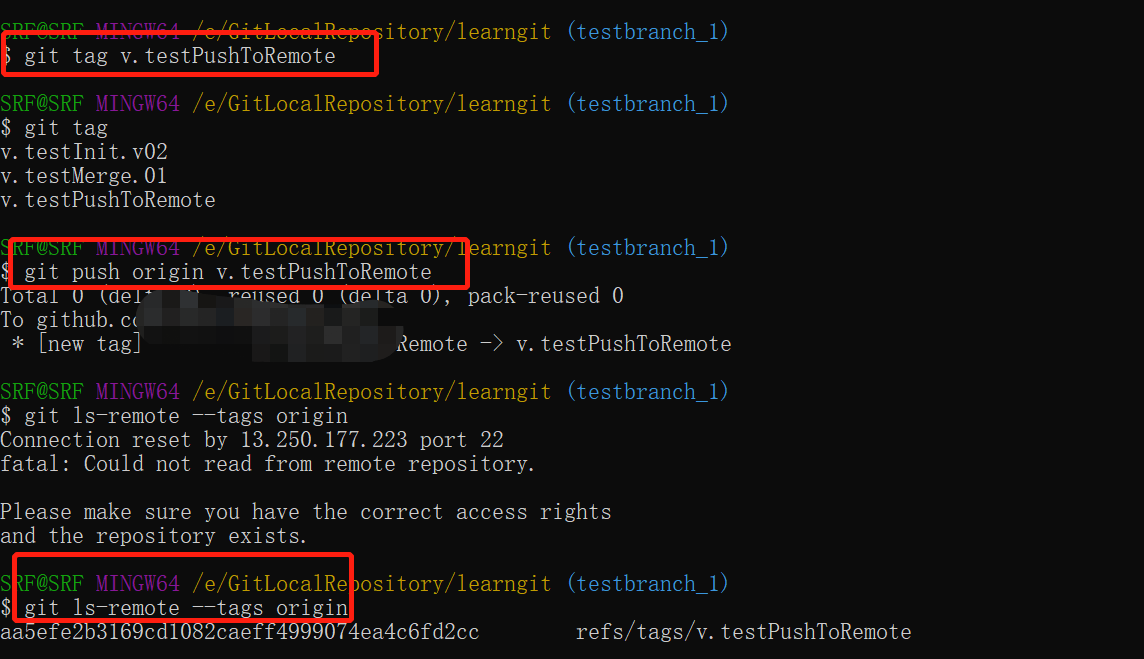 SRF@SRF MINGW64 /e/GitLocalRepository/learngit (testbranch_1)
$ git tag v.testPushToRemote
SRF@SRF MINGW64 /e/GitLocalRepository/learngit (testbranch_1)
$ git tag
v.testInit.v02
v.testMerge.01
v.testPushToRemote
SRF@SRF MINGW64 /e/GitLocalRepository/learngit (testbranch_1)
$ git push origin v.testPushToRemote
Total 0 (delta 0), reused 0 (delta 0), pack-reused 0
To github.co
* [new tag] Remote -> v.testPushToRemote
SRF@SRF MINGW64 /e/GitLocalRepository/learngit (testbranch_1)
$ git ls-remote --tags origin
Connection reset by 13.250.177.223 port 22
fatal: Could not read from remote repository.
Please make sure you have the correct access rights
and the repository exists.
SRF@SRF MINGW64 /e/GitLocalRepository/learngit (testbranch_1)
$ git ls-remote --tags origin
aa5efe2b3169cd1082caeff4999074ea4c6fd2cc refs/tags/v.testPushToRemote